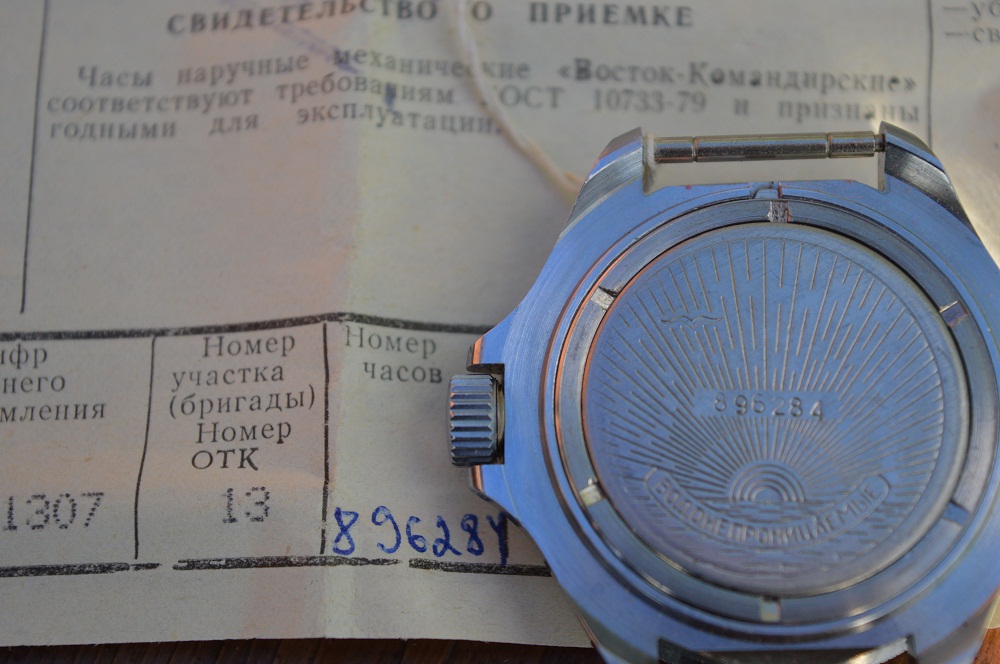 СВИДЕТЕЛЬСТВО О ПРИЕМКЕ
Часы наручные механические «Восток-Командирские»
соответствуют требованиям ГОСТ 10733-79 и признаны
годными для эксплуатации.
Номер
участка
(бригады)
Номер
ОТК
Номер
часов
1307
13
896284
896284
ВОДОНЕПРОНИЦАЕМЫЕ